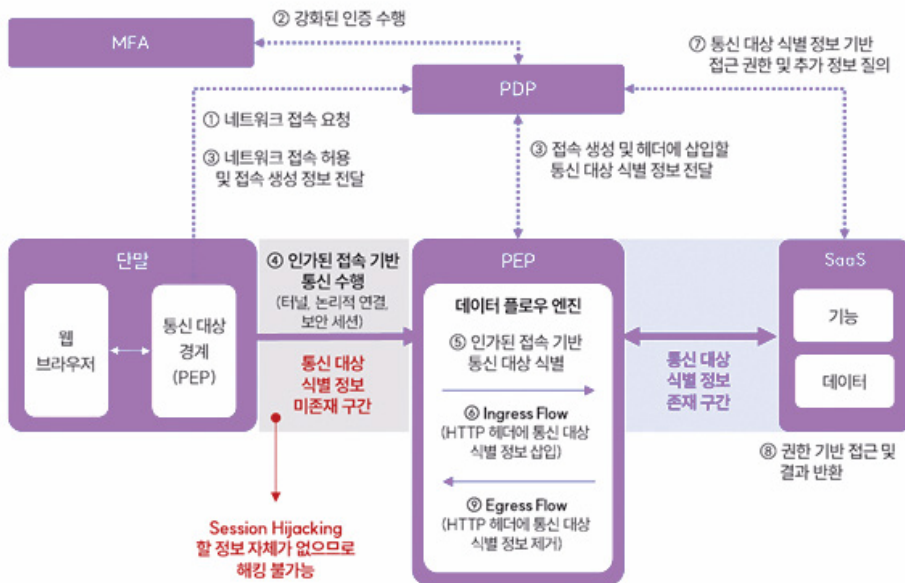 ② 강화된 인증 수행
MFA
⑦ 통신 대상 식별 정보 기반
접근 권한 및 추가 정보 질의
PDP
① 네트워크 접속 요청
③ 네트워크 접속 허용
및 접속 생성 정보 전달
③ 접속 생성 및 헤더에 삽입할
통신 대상 식별 정보 전달
단말
웹
브라우저
통신 대상
경계
(PEP)
④ 인가된 접속 기반
통신 수행
(터널, 논리적 연결,
보안 세션)
통신 대상
식별 정보
미존재 구간
Session Hijacking
할 정보 자체가 없으므로
해킹 불가능
PEP
데이터 플로우 엔진
⑤ 인가된 접속 기반
통신 대상 식별
⑥ Ingress Flow
(HTTP 헤더에 통신 대상
식별 정보 삽입)
⑨ Egress Flow
(HTTP 헤더에 통신 대상
식별 정보 제거)
통신 대상
식별 정보
존재 구간
SaaS
기능
데이터
⑧ 권한 기반 접근 및
결과 반환